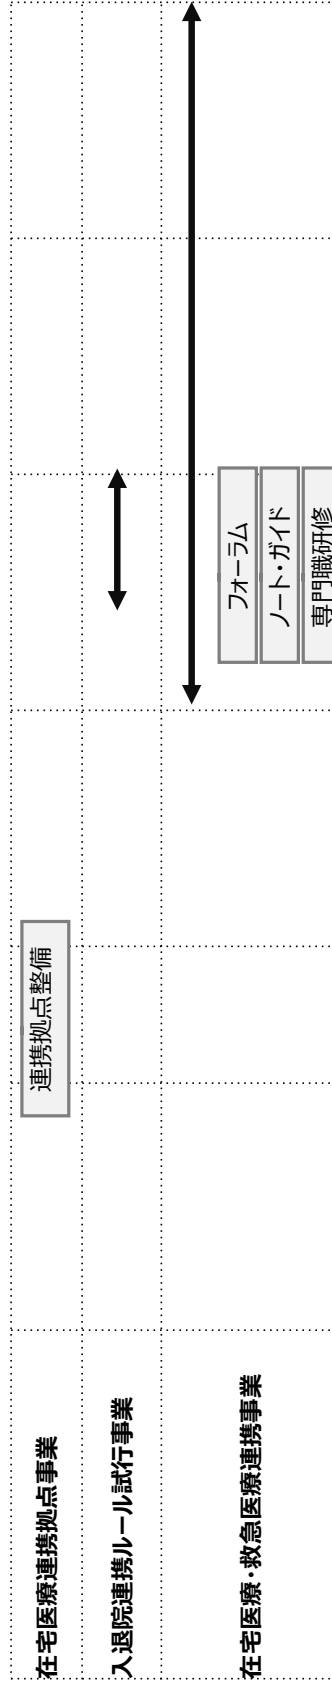 在宅医療連携拠点事業
連携拠点整備
入退院連携ルール試行事業
在宅医療・救急医療連携事業
フォーラム
ノート・ガイド
専門職研修